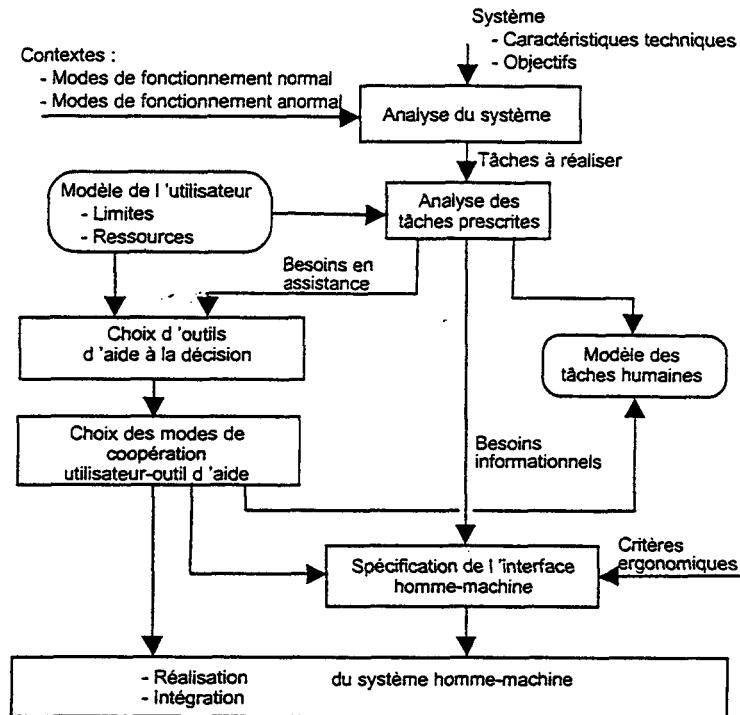 Système
- Caractéristiques techniques
- Objectifs
Contextes :
- Modes de fonctionnement normal
- Modes de fonctionnement anormal
Analyse du système
Tâches à réaliser
Modèle de l 'utilisateur
- Limites
- Ressources
Analyse des
tâches prescrites
Besoins en
assistance
Choix d 'outils
d 'aide à la décision
Modèle des
tâches humaines
Choix des modes de
coopération
utilisateur-outil d 'aide
Besoins
informationnels
Spécification de l 'interface
homme-machine
Critères
ergonomiques
- Réalisation du système homme-machine
- Intégration